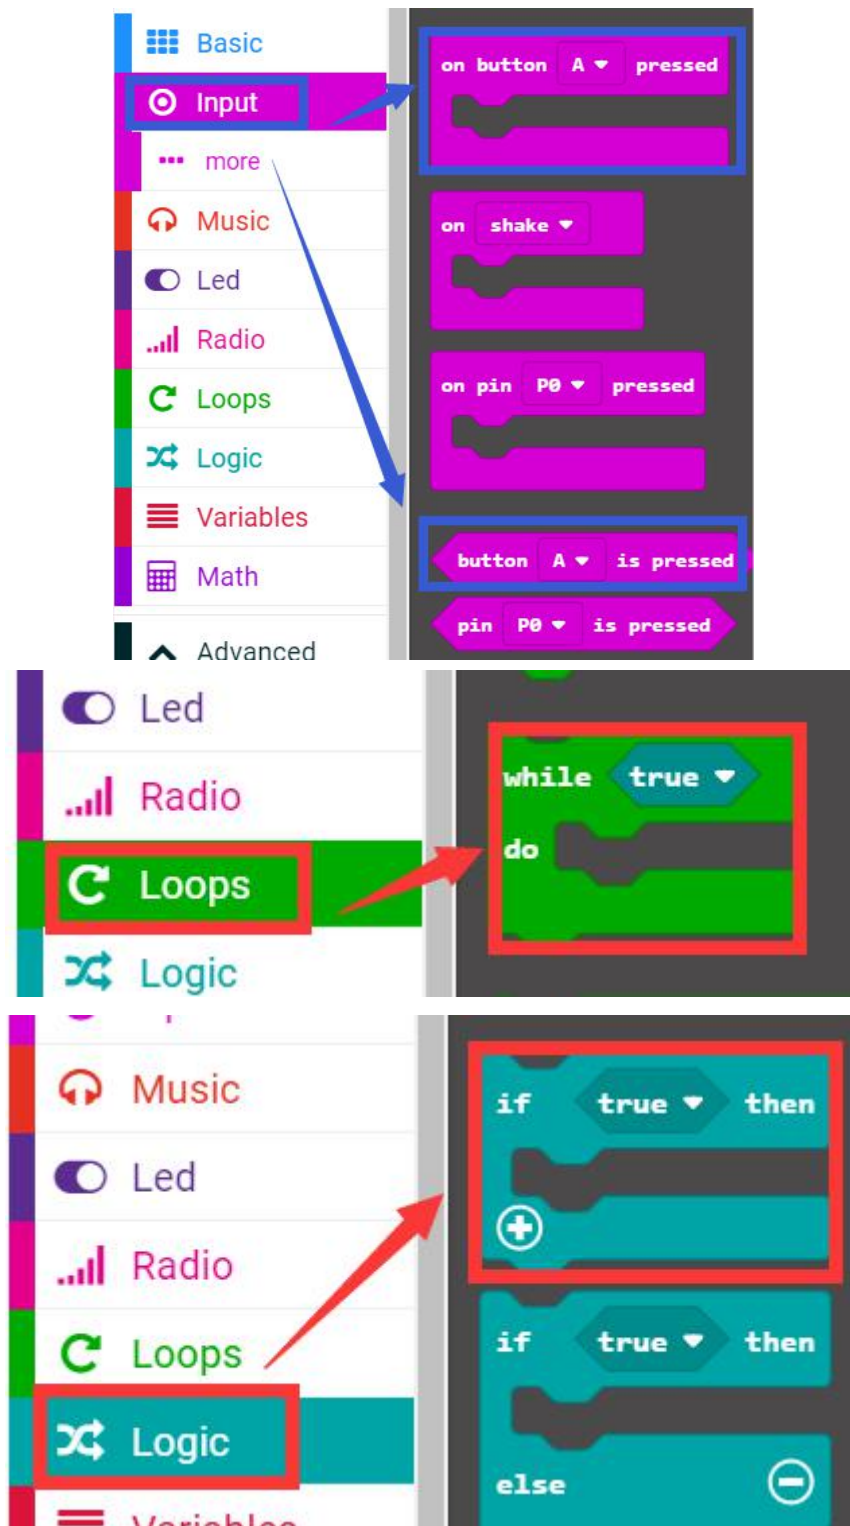 Basic
Input
more
Music
Led
Radio
Loops
Logic
Variables
Math
Advanced
on button A pressed
on shake
on pin P0 pressed
button A is pressed
pin P0 is pressed
Led
Radio
Loops
Logic
while true
do
Music
Led
Radio
Loops
Logic
Variables
if true then
if true then
else